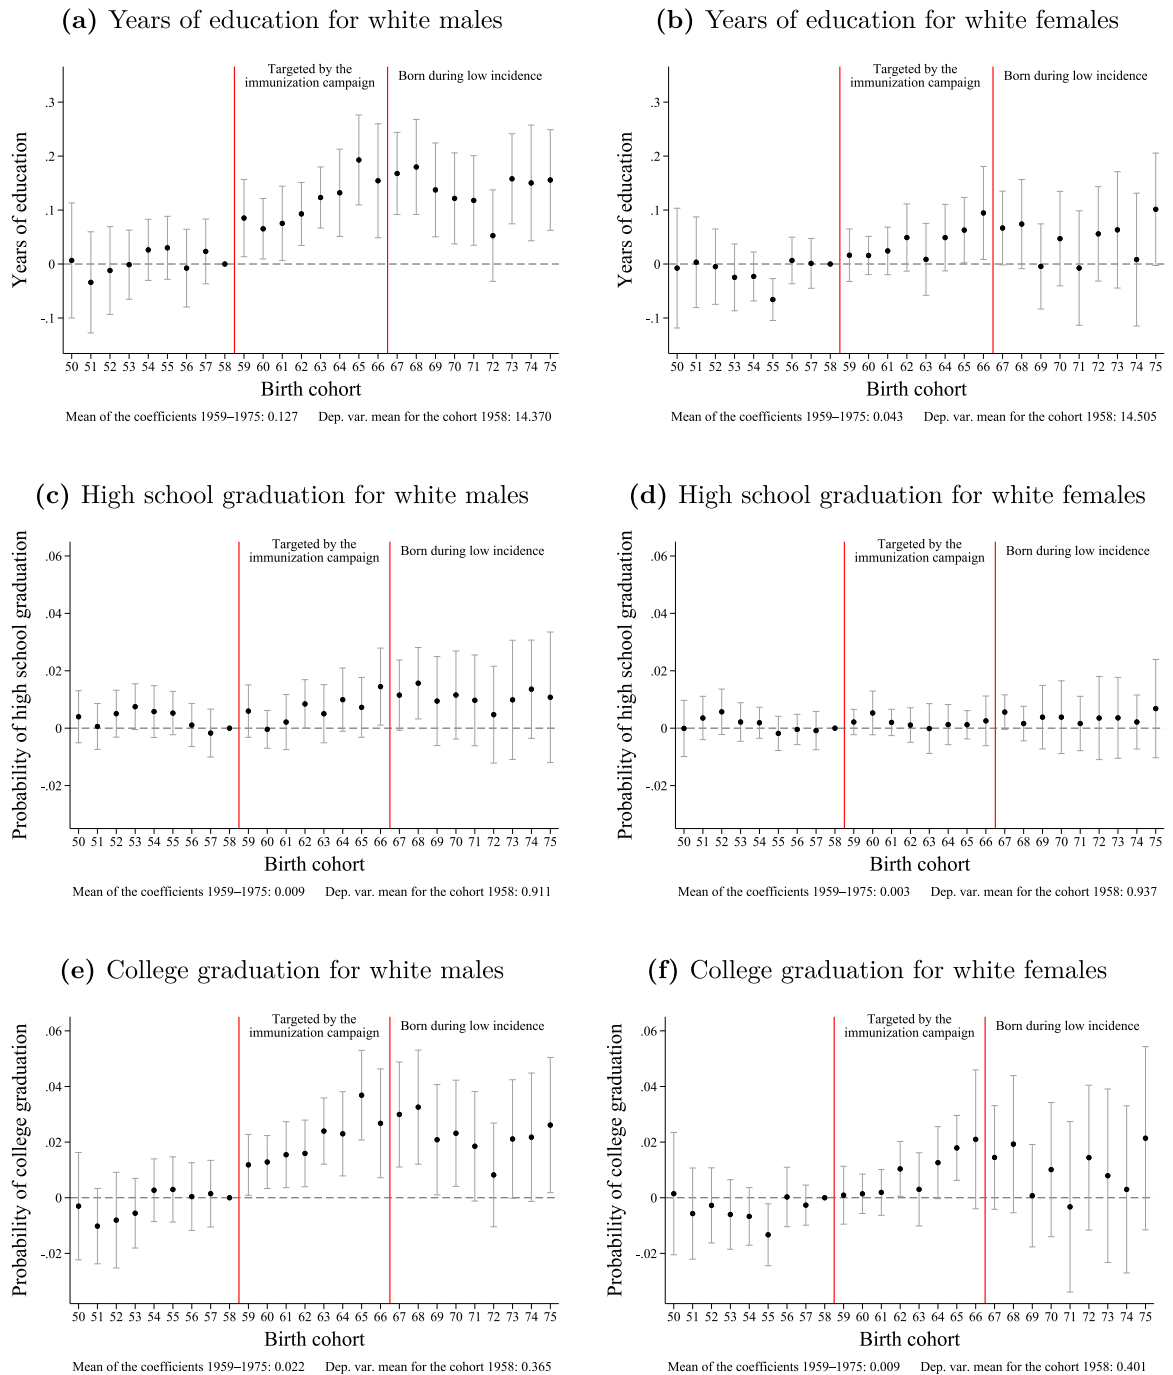 (a) Years of education for white males
Targeted by the
immunization campaign
Born during low incidence
Years of education
.3
.2
.1
0
-.1
50 51 52 53 54 55 56 57 58 59 60 61 62 63 64 65 66 67 68 69 70 71 72 73 74 75
Birth cohort
Mean of the coefficients 1959–1975: 0.127 Dep. var. mean for the cohort 1958: 14.370
(b) Years of education for white females
Targeted by the
immunization campaign
Born during low incidence
Years of education
.3
.2
.1
0
-.1
50 51 52 53 54 55 56 57 58 59 60 61 62 63 64 65 66 67 68 69 70 71 72 73 74 75
Birth cohort
Mean of the coefficients 1959–1975: 0.043 Dep. var. mean for the cohort 1958: 14.505
(c) High school graduation for white males
Targeted by the
immunization campaign
Born during low incidence
Probability of high school graduation
.06
.04
.02
0
-.02
50 51 52 53 54 55 56 57 58 59 60 61 62 63 64 65 66 67 68 69 70 71 72 73 74 75
Birth cohort
Mean of the coefficients 1959–1975: 0.009 Dep. var. mean for the cohort 1958: 0.911
(d) High school graduation for white females
Targeted by the
immunization campaign
Born during low incidence
Probability of high school graduation
.06
.04
.02
0
-.02
50 51 52 53 54 55 56 57 58 59 60 61 62 63 64 65 66 67 68 69 70 71 72 73 74 75
Birth cohort
Mean of the coefficients 1959–1975: 0.003 Dep. var. mean for the cohort 1958: 0.937
(e) College graduation for white males
Targeted by the
immunization campaign
Born during low incidence
Probability of college graduation
.06
.04
.02
0
-.02
50 51 52 53 54 55 56 57 58 59 60 61 62 63 64 65 66 67 68 69 70 71 72 73 74 75
Birth cohort
Mean of the coefficients 1959–1975: 0.022 Dep. var. mean for the cohort 1958: 0.365
(f) College graduation for white females
Targeted by the
immunization campaign
Born during low incidence
Probability of college graduation
.06
.04
.02
0
-.02
50 51 52 53 54 55 56 57 58 59 60 61 62 63 64 65 66 67 68 69 70 71 72 73 74 75
Birth cohort
Mean of the coefficients 1959–1975: 0.009 Dep. var. mean for the cohort 1958: 0.401